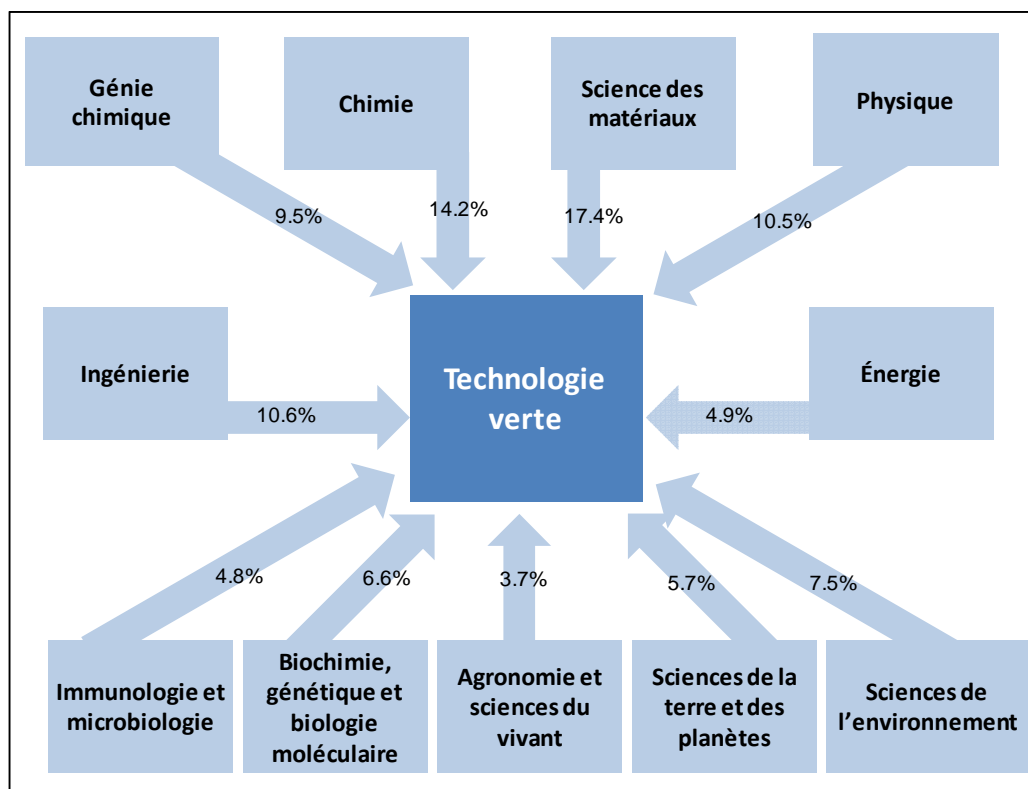 Génie
chimique
Chimie
Science des
matériaux
Physique
9.5%
14.2%
17.4%
10.5%
Ingénierie
10.6%
Technologie
verte
Énergie
4.9%
4.8%
6.6%
3.7%
5.7%
7.5%
Immunologie et
microbiologie
Biochimie,
génétique et
biologie
moléculaire
Agronomie et
sciences du
vivant
Sciences de la
terre et des
planètes
Sciences de
l’environnement